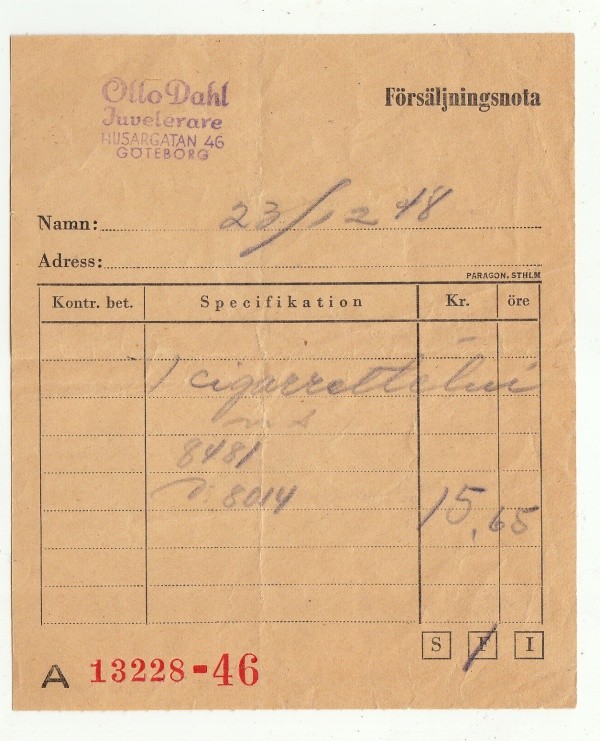 Otto Dahl
Juvelerare
HUSARGATAN 46
GÖTEBORG
Försäljningsnota
Namn: 23/12 48
Adress:
PARAGON, STHLM
Kontr. bet. Specifikation Kr. öre
1 cigarrettetui
8481
8014 15,65
S F I
A 13228-46